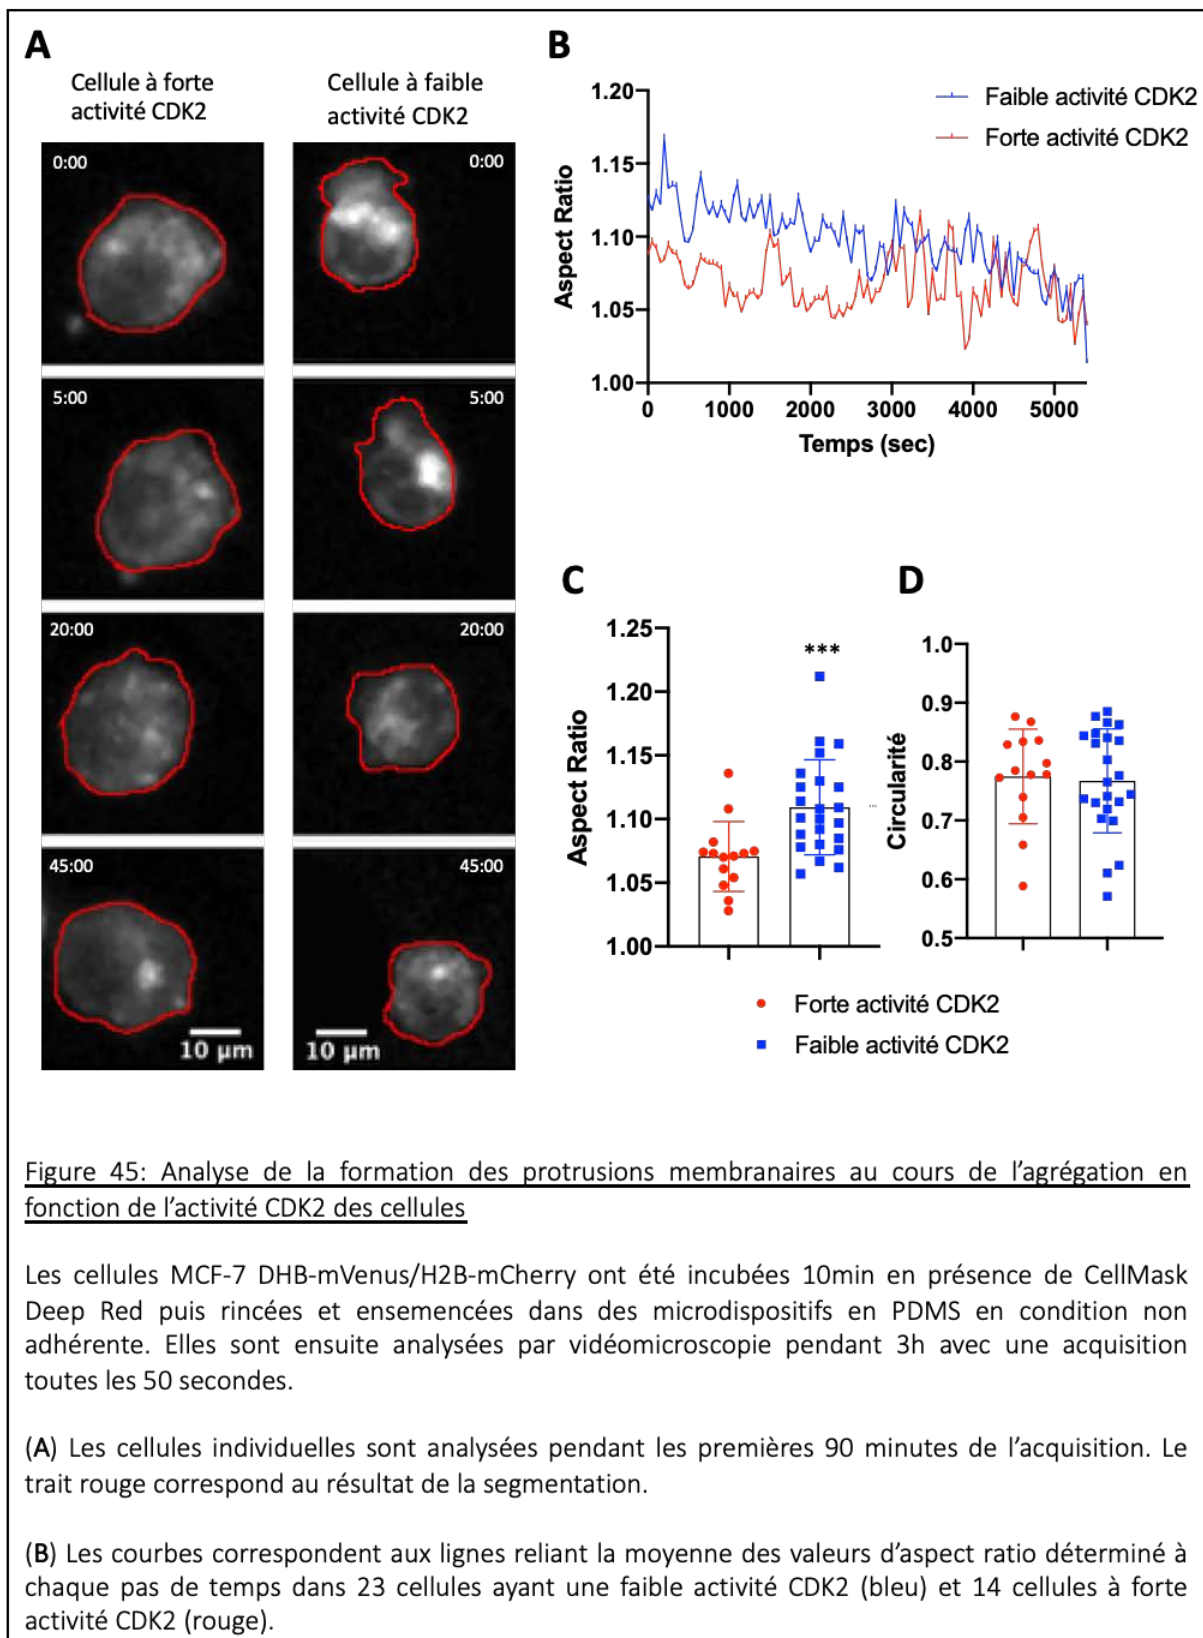 A
Cellule à forte
activité CDK2
Cellule à faible
activité CDK2
0:00
0:00
5:00
5:00
20:00
20:00
45:00
45:00
10 µm
10 µm
B
Faible activité CDK2
Forte activité CDK2
Aspect Ratio
1.20
1.15
1.10
1.05
1.00
0 1000 2000 3000 4000 5000
Temps (sec)
C
Aspect Ratio
1.25
1.20
1.15
1.10
1.05
1.00
***
D
Circularité
1.0
0.9
0.8
0.7
0.6
0.5
Forte activité CDK2
Faible activité CDK2
Figure 45: Analyse de la formation des protrusions membranaires au cours de l’agrégation en
fonction de l’activité CDK2 des cellules
Les cellules MCF-7 DHB-mVenus/H2B-mCherry ont été incubées 10min en présence de CellMask
Deep Red puis rincées et ensemencées dans des microdispositifs en PDMS en condition non
adhérente. Elles sont ensuite analysées par vidéomicroscopie pendant 3h avec une acquisition
toutes les 50 secondes.
(A) Les cellules individuelles sont analysées pendant les premières 90 minutes de l’acquisition. Le
trait rouge correspond au résultat de la segmentation.
(B) Les courbes correspondent aux lignes reliant la moyenne des valeurs d’aspect ratio déterminé à
chaque pas de temps dans 23 cellules ayant une faible activité CDK2 (bleu) et 14 cellules à forte
activité CDK2 (rouge).